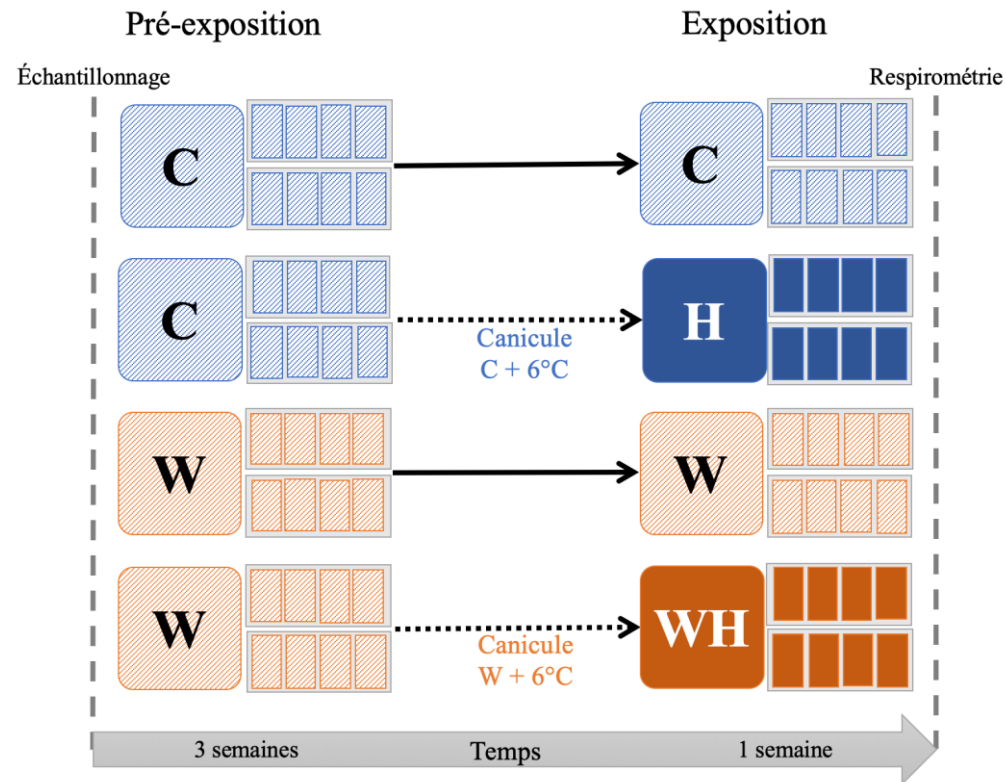 Pré-exposition
Exposition
Échantillonnage
Respirométrie
C
C
C
Canicule
C + 6°C
H
W
W
W
Canicule
W + 6°C
WH
3 semaines
Temps
1 semaine